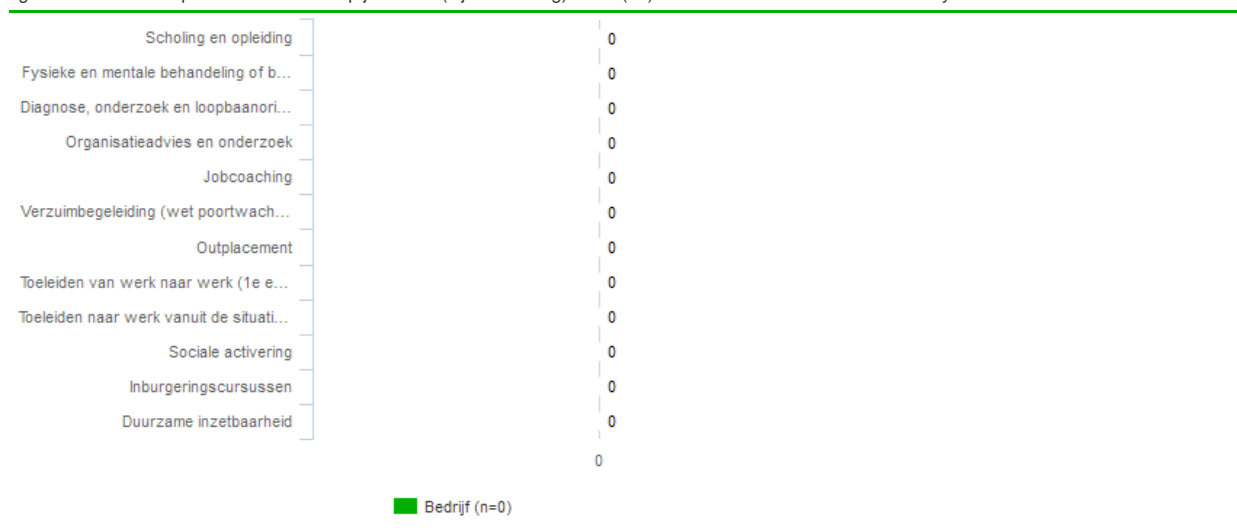 Scholing en opleiding 0
Fysieke en mentale behandeling of b... 0
Diagnose, onderzoek en loopbaanori... 0
Organisatieadvies en onderzoek 0
Jobcoaching 0
Verzuimbegeleiding (wet poortwach... 0
Outplacement 0
Toeleiden van werk naar werk (1e e... 0
Toeleiden naar werk vanuit de situati... 0
Sociale activering 0
Inburgeringscursussen 0
Duurzame inzetbaarheid 0
0
Bedrijf (n=0)